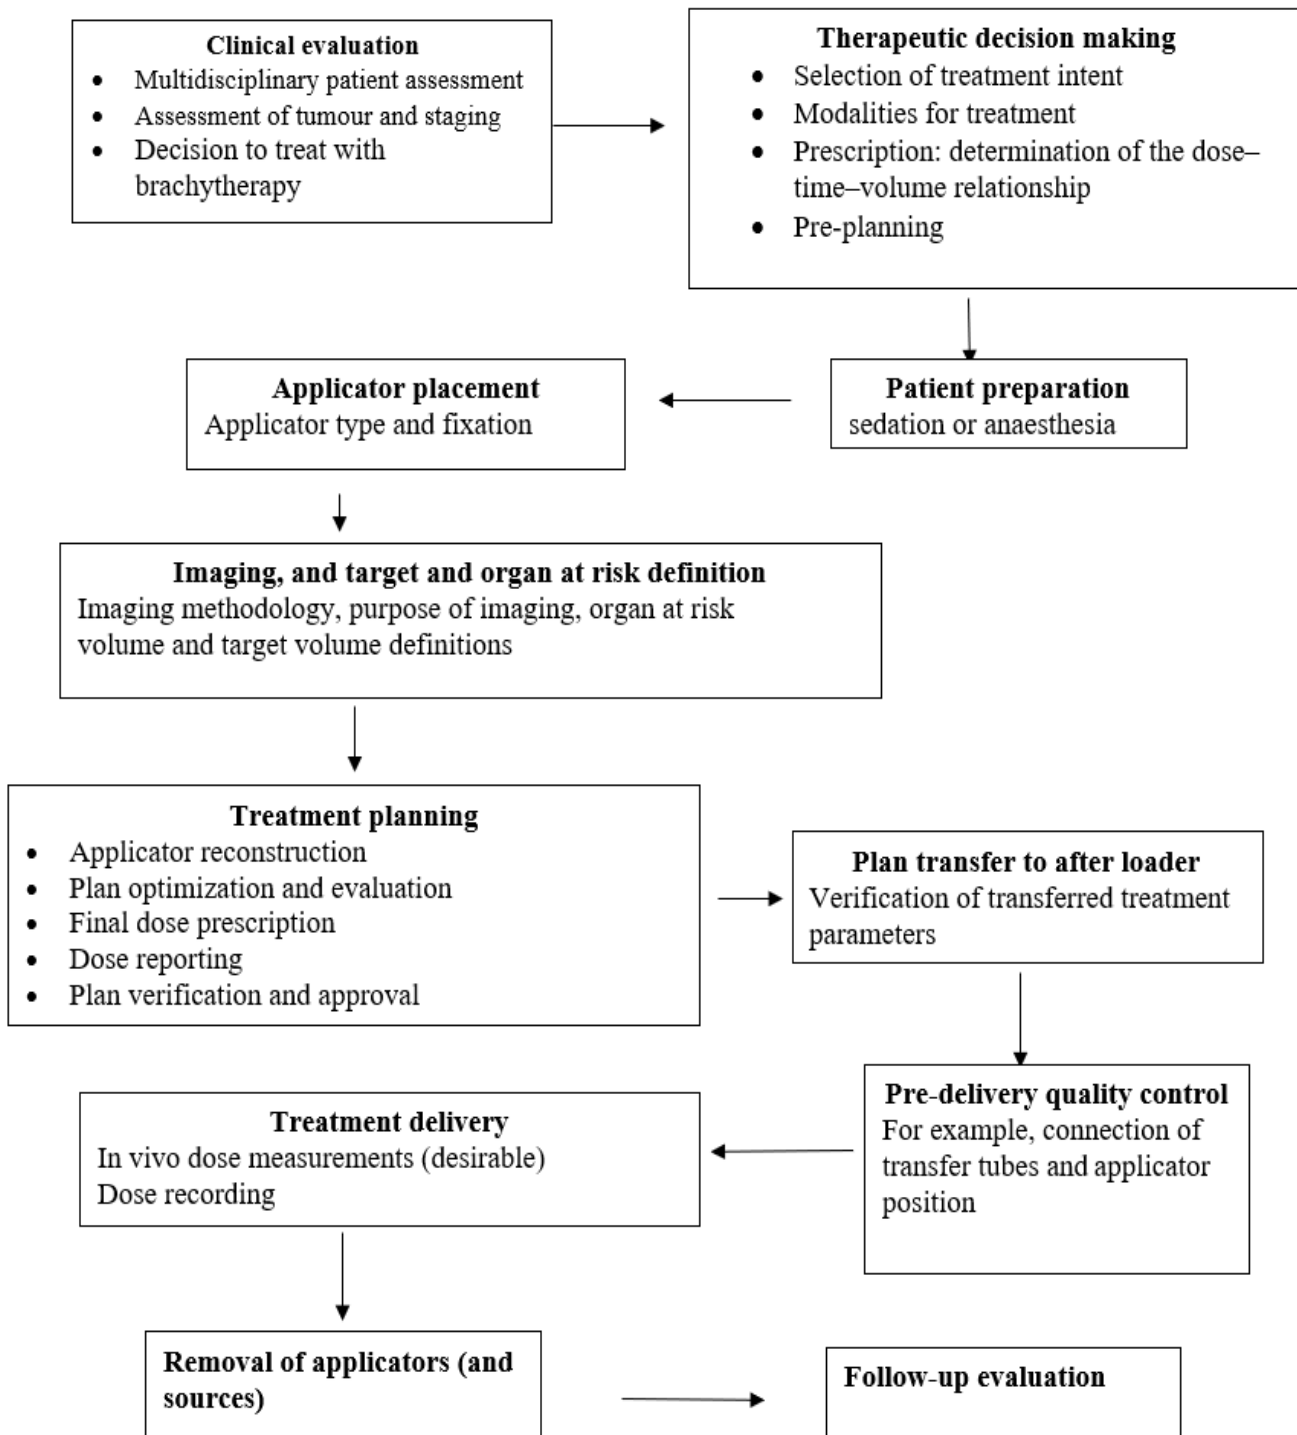 Clinical evaluation
• Multidisciplinary patient assessment
• Assessment of tumour and staging
• Decision to treat with
brachytherapy
Therapeutic decision making
• Selection of treatment intent
• Modalities for treatment
• Prescription: determination of the dose–
time–volume relationship
• Pre-planning
Patient preparation
sedation or anaesthesia
Applicator placement
Applicator type and fixation
Imaging, and target and organ at risk definition
Imaging methodology, purpose of imaging, organ at risk
volume and target volume definitions
Treatment planning
• Applicator reconstruction
• Plan optimization and evaluation
• Final dose prescription
• Dose reporting
• Plan verification and approval
Plan transfer to after loader
Verification of transferred treatment
parameters
Pre-delivery quality control
For example, connection of
transfer tubes and applicator
position
Treatment delivery
In vivo dose measurements (desirable)
Dose recording
Removal of applicators (and
sources)
Follow-up evaluation